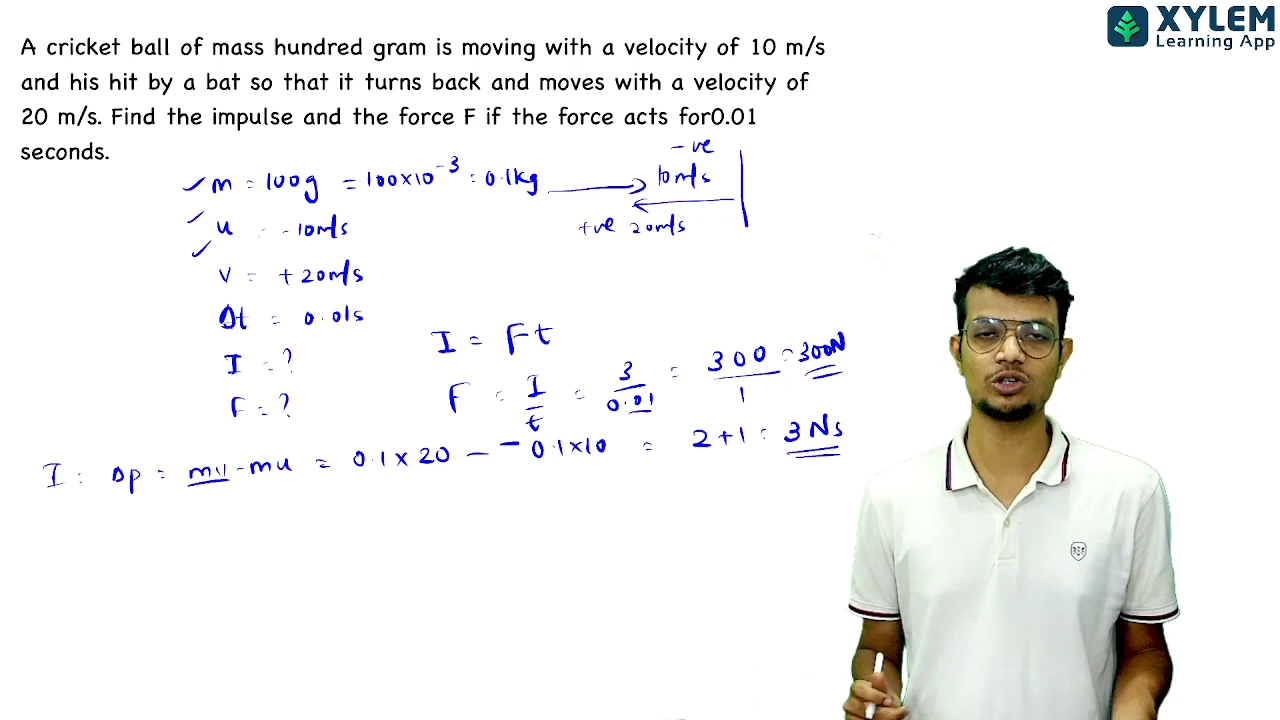 XYLEM
Learning App
A cricket ball of mass hundred gram is moving with a velocity of 10 m/s
and his hit by a bat so that it turns back and moves with a velocity of
20 m/s. Find the impulse and the force F if the force acts for0.01
seconds.
-ve
✓ m = 100g = 100×10⁻³ = 0.1kg
10m/s
✓ u = -10m/s
+ve 20m/s
✓ v = +20m/s
Δt = 0.01s
I = ?
F = ?
I = Ft
F = I/t = 3/0.01 = 300/1 = 300N
I = Δp = mv-mu = 0.1×20 - -0.1×10 = 2+1 = 3Ns